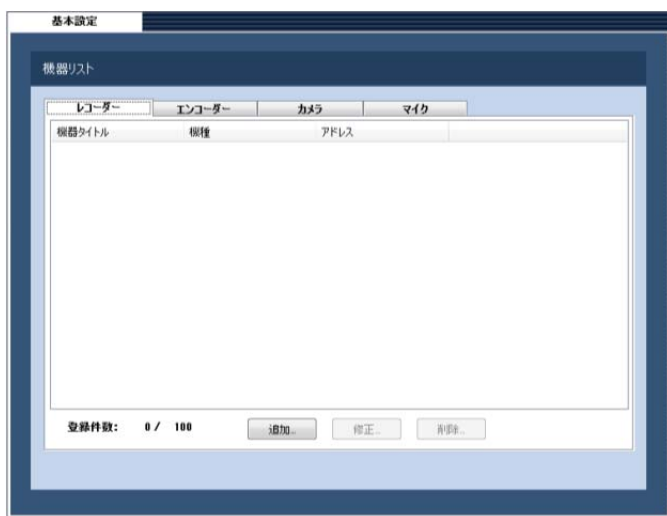 基本設定
機器リスト
レコーダー エンコーダー カメラ マイク
機器タイトル 機種 アドレス
登録件数: 0 / 100 追加... 修正... 削除...